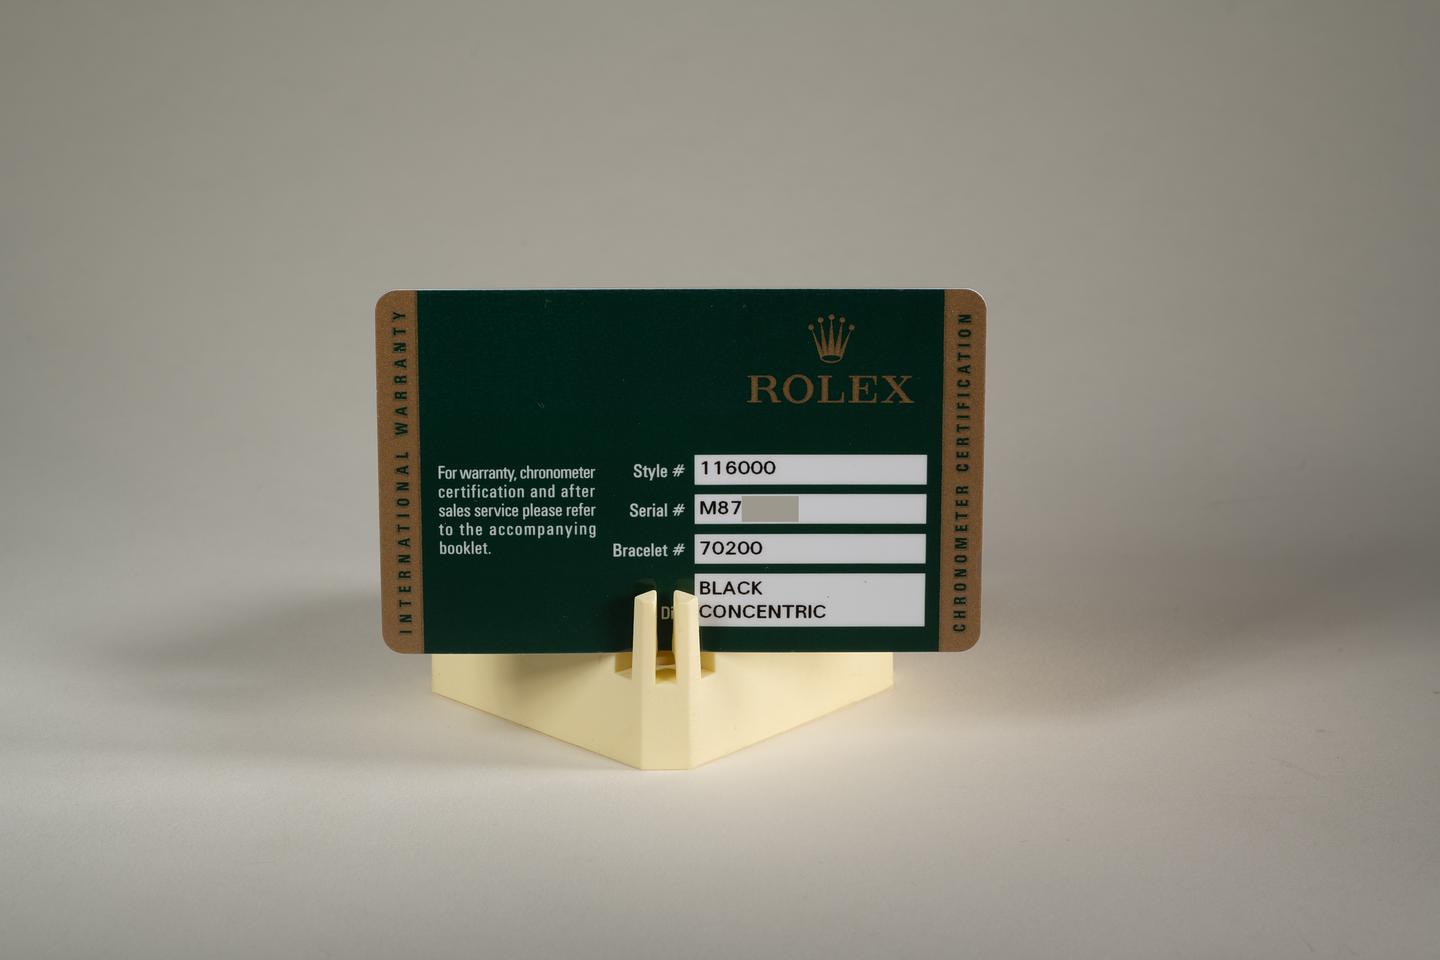 INTERNATIONAL WARRANTY
ROLEX
For warranty, chronometer
certification and after
sales service please refer
to the accompanying
booklet.
Style # 116000
Serial # M87
Bracelet # 70200
BLACK
CONCENTRIC
CHRONOMETER CERTIFICATION